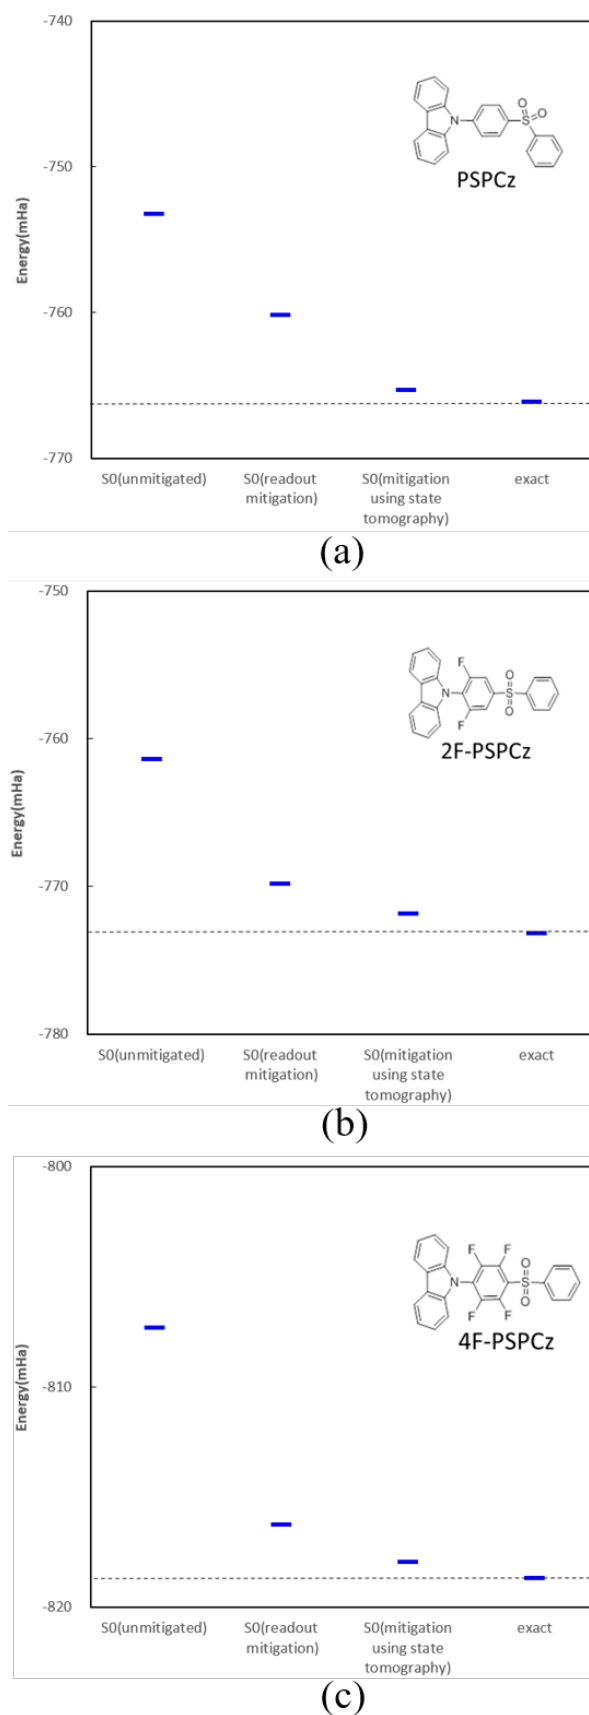 -740
-750
-760
-770
Energy(mHa)
N
O
O
S
PSPCz
S0(unmitigated)
S0(readout
mitigation)
S0(mitigation
using state
tomography)
exact
(a)
-750
-760
-770
-780
Energy(mHa)
F
O
N
S
F
O
2F-PSPCz
S0(unmitigated)
S0(readout
mitigation)
S0(mitigation
using state
tomography)
exact
(b)
-800
-810
-820
Energy(mHa)
F
F
O
N
S
O
F
F
4F-PSPCz
S0(unmitigated)
S0(readout
mitigation)
S0(mitigation
using state
tomography)
exact
(c)